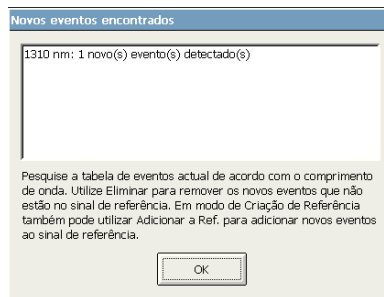 Novos eventos encontrados
1310 nm: 1 novo(s) evento(s) detectado(s)
Pesquise a tabela de eventos actual de acordo com o comprimento
de onda. Utilize Eliminar para remover os novos eventos que não
estão no sinal de referência. Em modo de Criação de Referência
também pode utilizar Adicionar a Ref. para adicionar novos eventos
ao sinal de referência.
OK